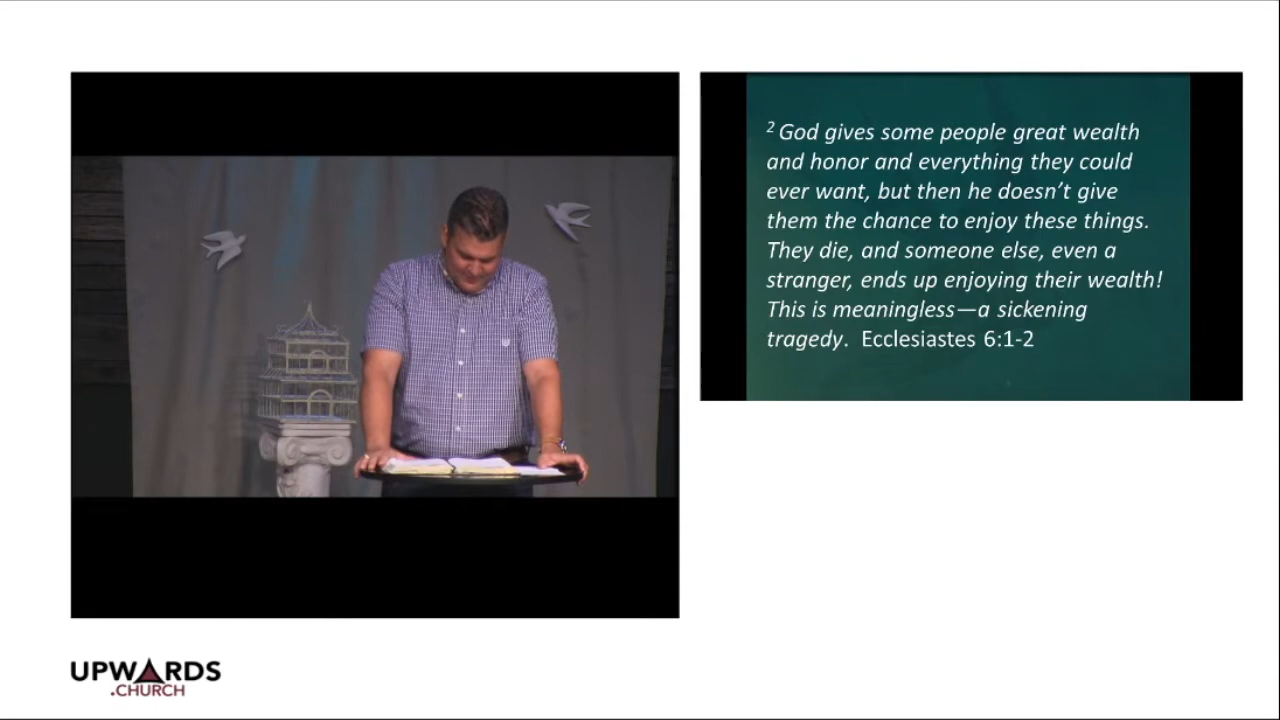 2 God gives some people great wealth
and honor and everything they could
ever want, but then he doesn’t give
them the chance to enjoy these things.
They die, and someone else, even a
stranger, ends up enjoying their wealth!
This is meaningless—a sickening
tragedy.  Ecclesiastes 6:1-2
UPWARDS
.CHURCH